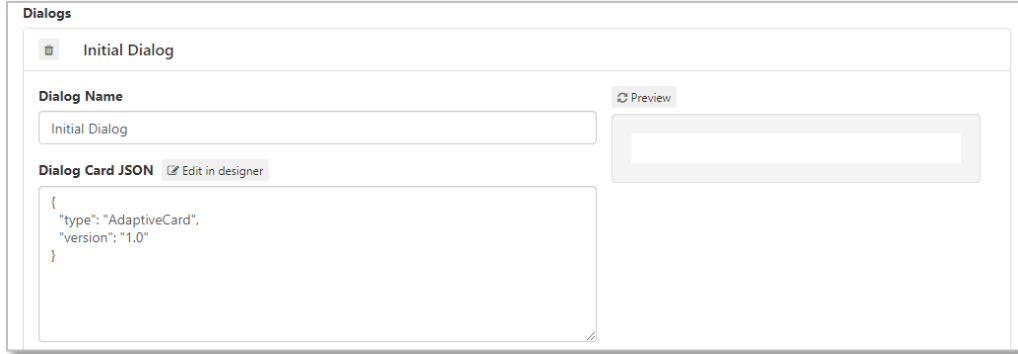 Dialogs
Initial Dialog
Dialog Name
Preview
Initial Dialog
Dialog Card JSON Edit in designer
{
"type": "AdaptiveCard",
"version": "1.0"
}